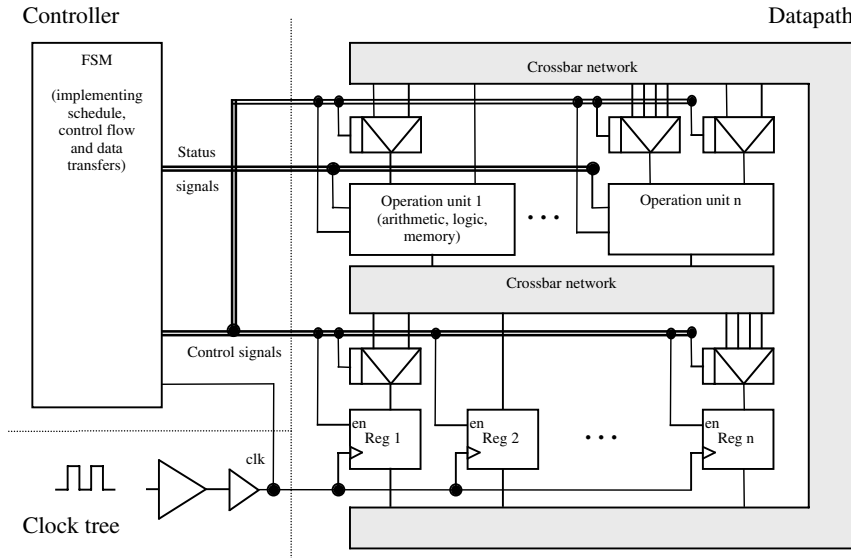 Controller
Datapath
FSM
(implementing
schedule,
control flow
and data
transfers)
Crossbar network
Status
signals
Operation unit 1
(arithmetic, logic,
memory)
• • •
Operation unit n
Crossbar network
Control signals
en
Reg 1
en
Reg 2
• • •
en
Reg n
clk
Clock tree